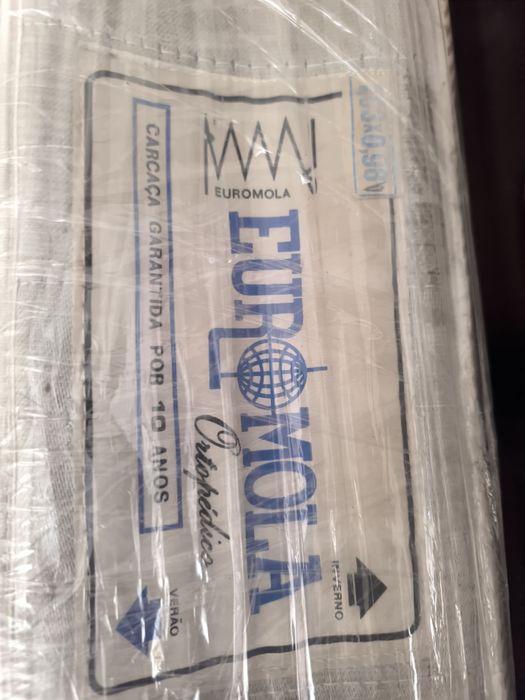 EUROMOLA
EUROMOLA
Ortopédico
CARCAÇA GARANTIDA POR 10 ANOS
INVERNO
VERÃO